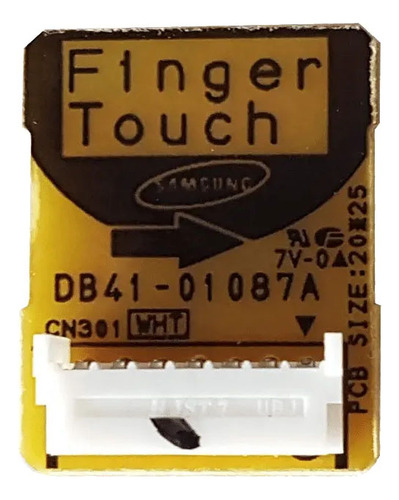 Finger
Touch
SAMSUNG
7V-0
DB41-01087A
CN301 WHT
PCB SIZE:20*25